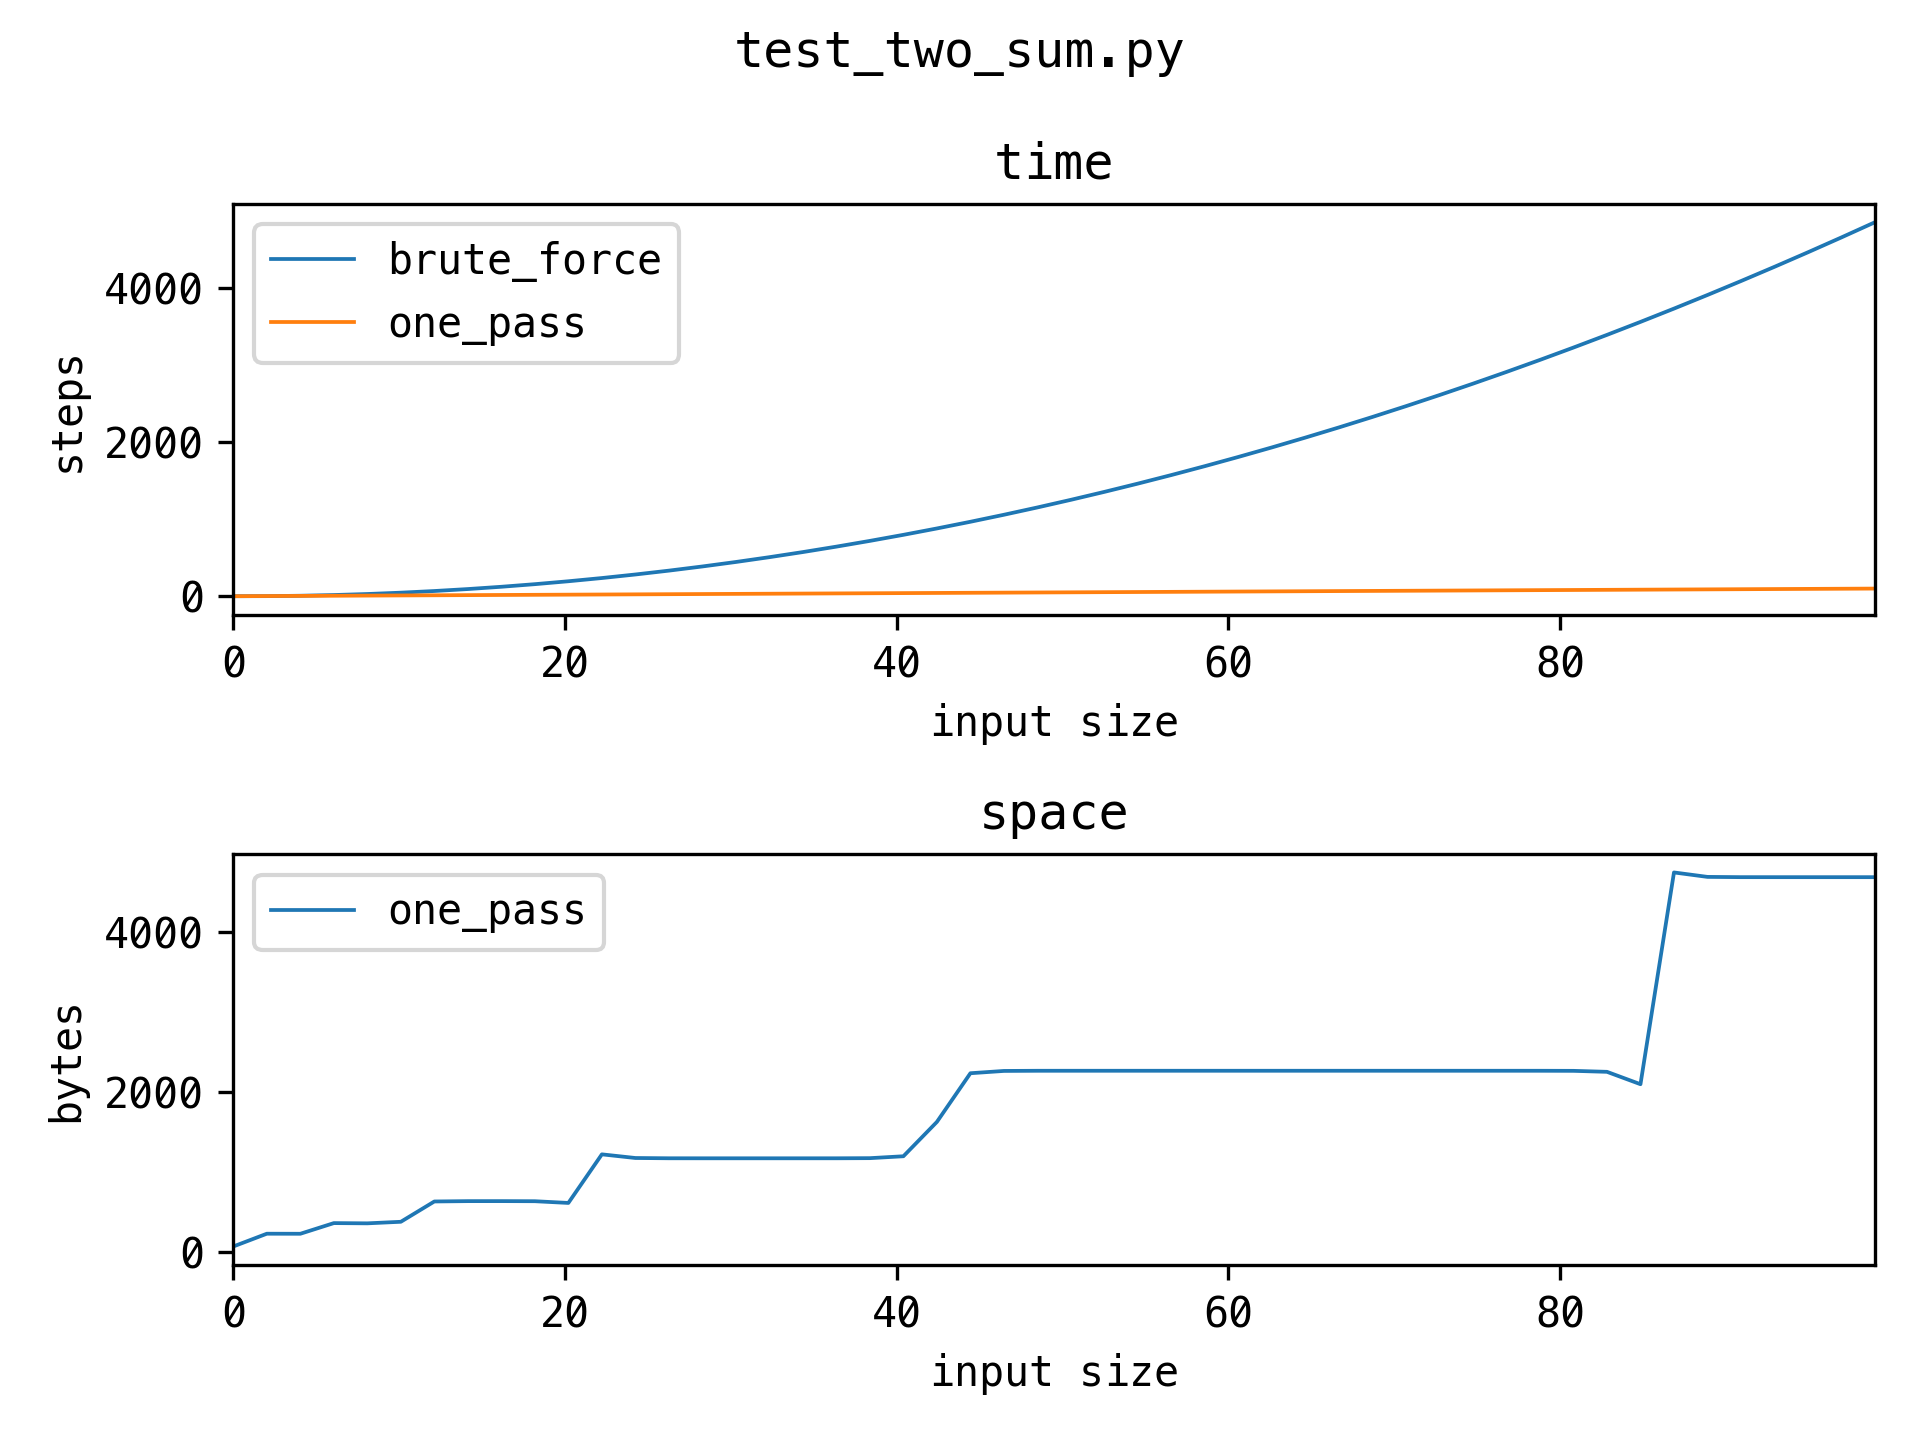 test_two_sum.py
time
brute_force
one_pass
steps
4000
2000
0
0 20 40 60 80
input size
space
one_pass
bytes
4000
2000
0
0 20 40 60 80
input size